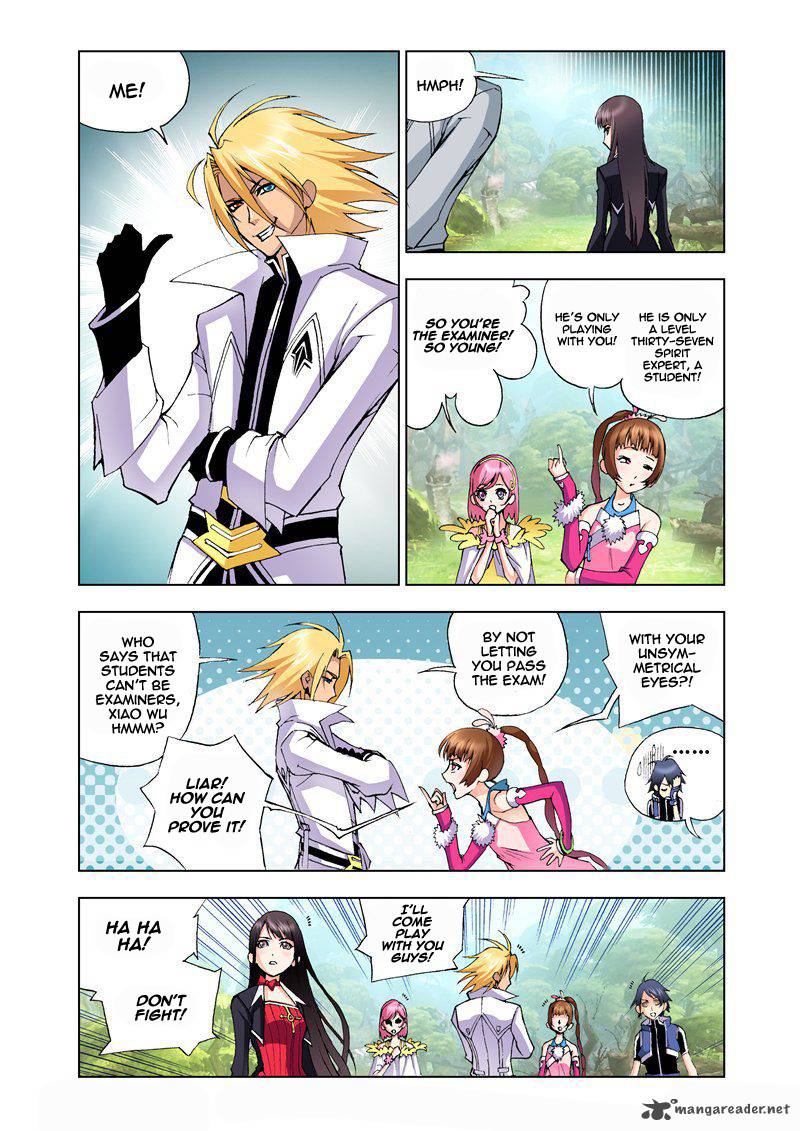 ME!
HMPH!
SO YOU'RE
THE EXAMINER!
SO YOUNG!
HE'S ONLY
PLAYING
WITH YOU!
HE IS ONLY
A LEVEL
THIRTY-SEVEN
SPIRIT
EXPERT, A
STUDENT!
WHO
SAYS THAT
STUDENTS
CAN'T BE
EXAMINERS,
XIAO WU
HMMM?
LIAR!
HOW CAN
YOU
PROVE IT!
BY NOT
LETTING
YOU PASS
THE EXAM!
WITH YOUR
UNSYM-
METRICAL
EYES?!
......
HA HA
HA!
DON'T
FIGHT!
I'LL
COME
PLAY
WITH YOU
GUYS!
mangareader.net